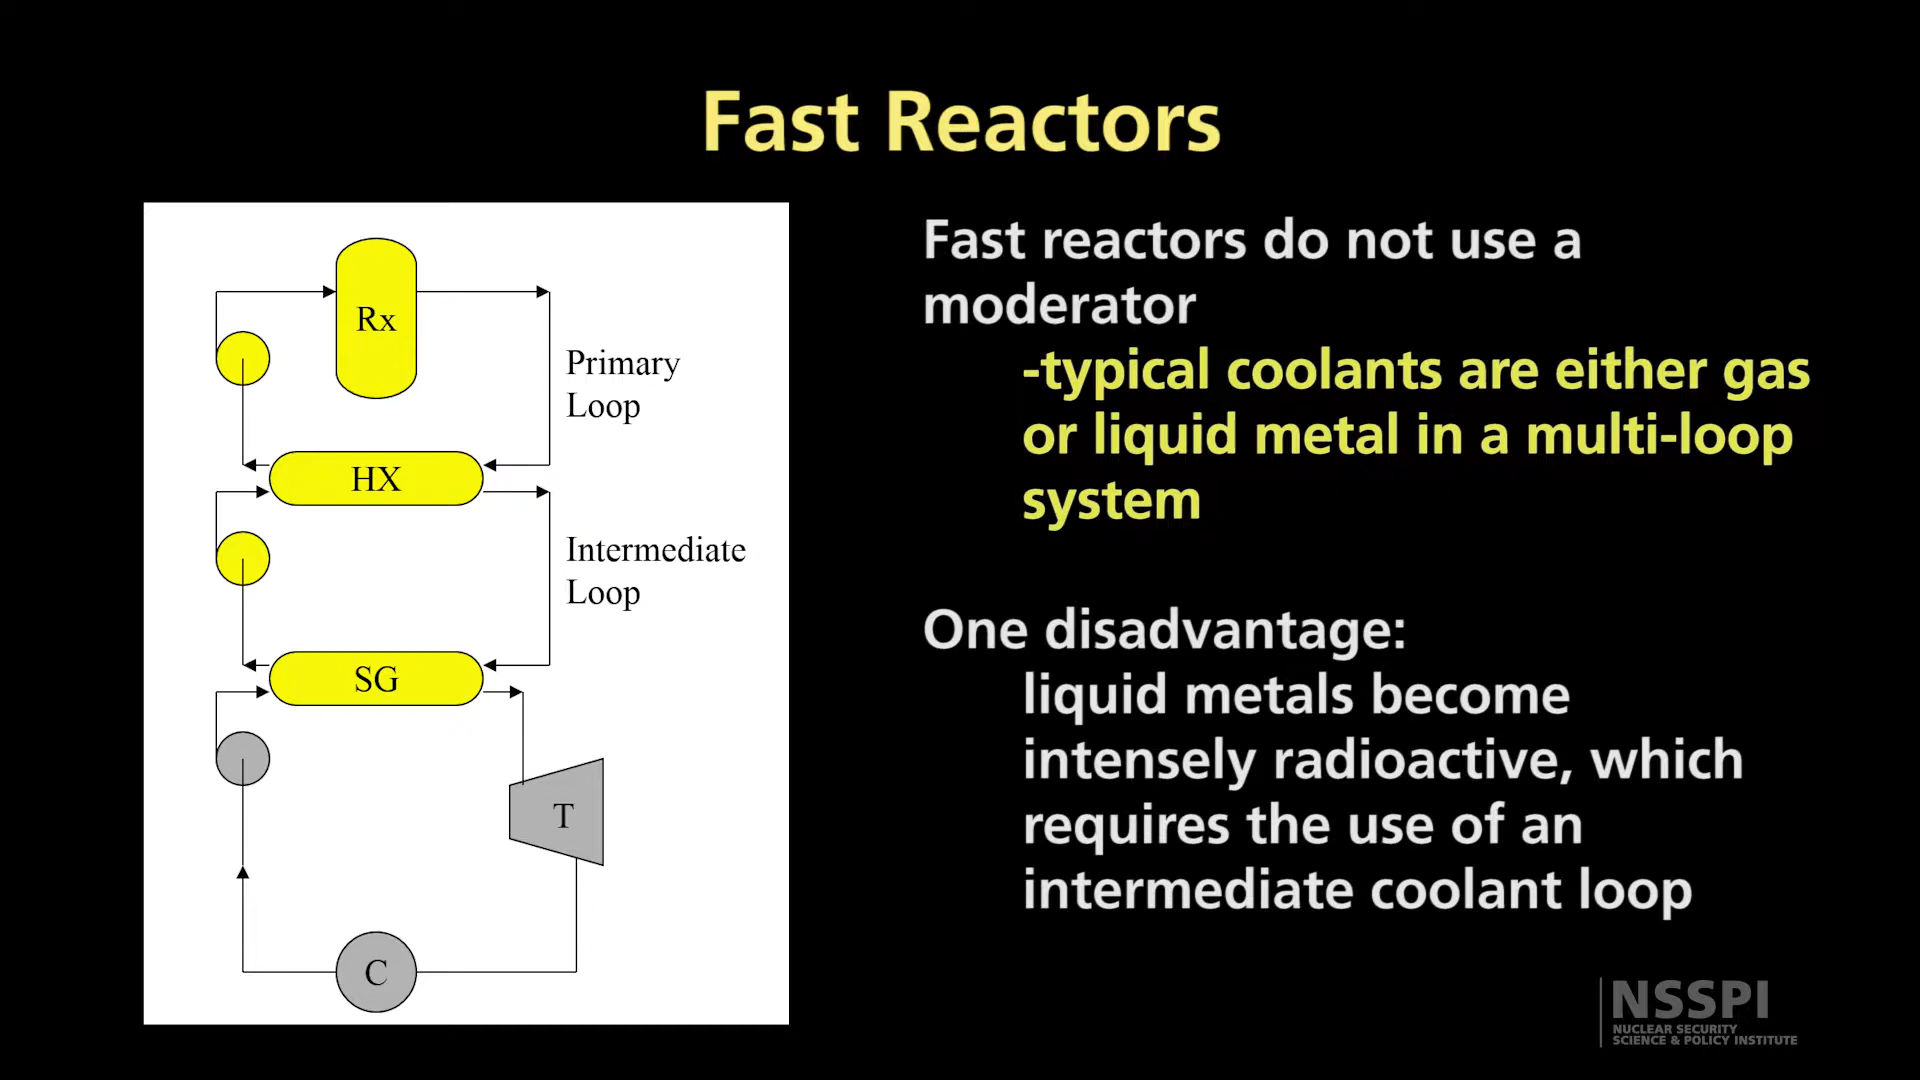 Fast Reactors
Rx
Primary
Loop
HX
Intermediate
Loop
SG
T
C
Fast reactors do not use a
moderator
-typical coolants are either gas
or liquid metal in a multi-loop
system
One disadvantage:
liquid metals become
intensely radioactive, which
requires the use of an
intermediate coolant loop
NSSPI
NUCLEAR SECURITY
SCIENCE & POLICY INSTITUTE